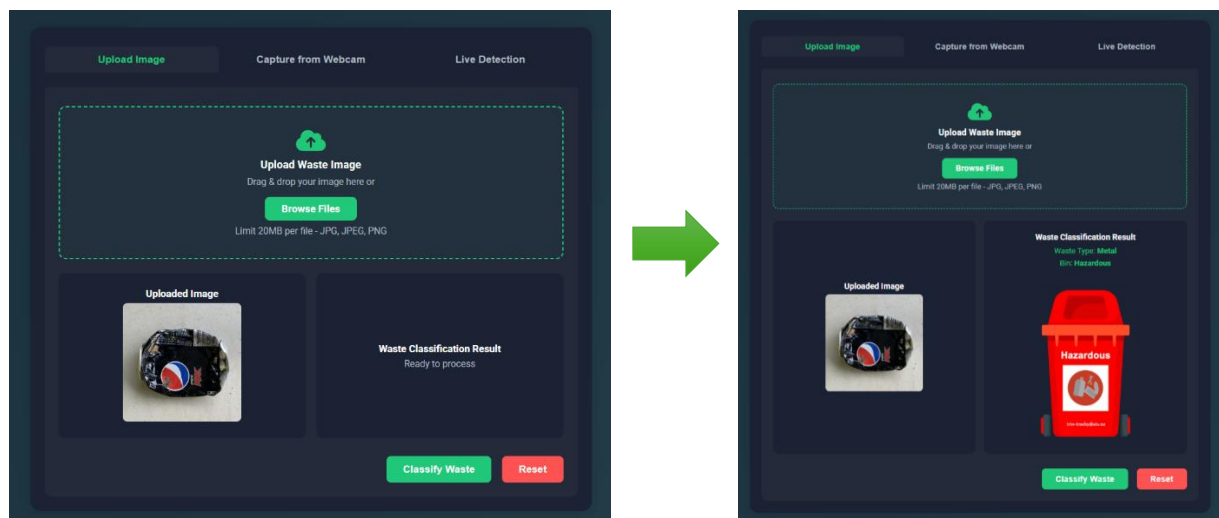 Upload Image
Capture from Webcam
Live Detection
Upload Waste Image
Drag & drop your image here or
Browse Files
Limit 20MB per file - JPG, JPEG, PNG
Uploaded Image
Waste Classification Result
Ready to process
Classify Waste
Reset
Upload Image
Capture from Webcam
Live Detection
Upload Waste Image
Drag & drop your image here or
Browse Files
Limit 20MB per file - JPG, JPEG, PNG
Waste Classification Result
Waste Type: Metal
Bin: Hazardous
Uploaded Image
Hazardous
Classify Waste
Reset